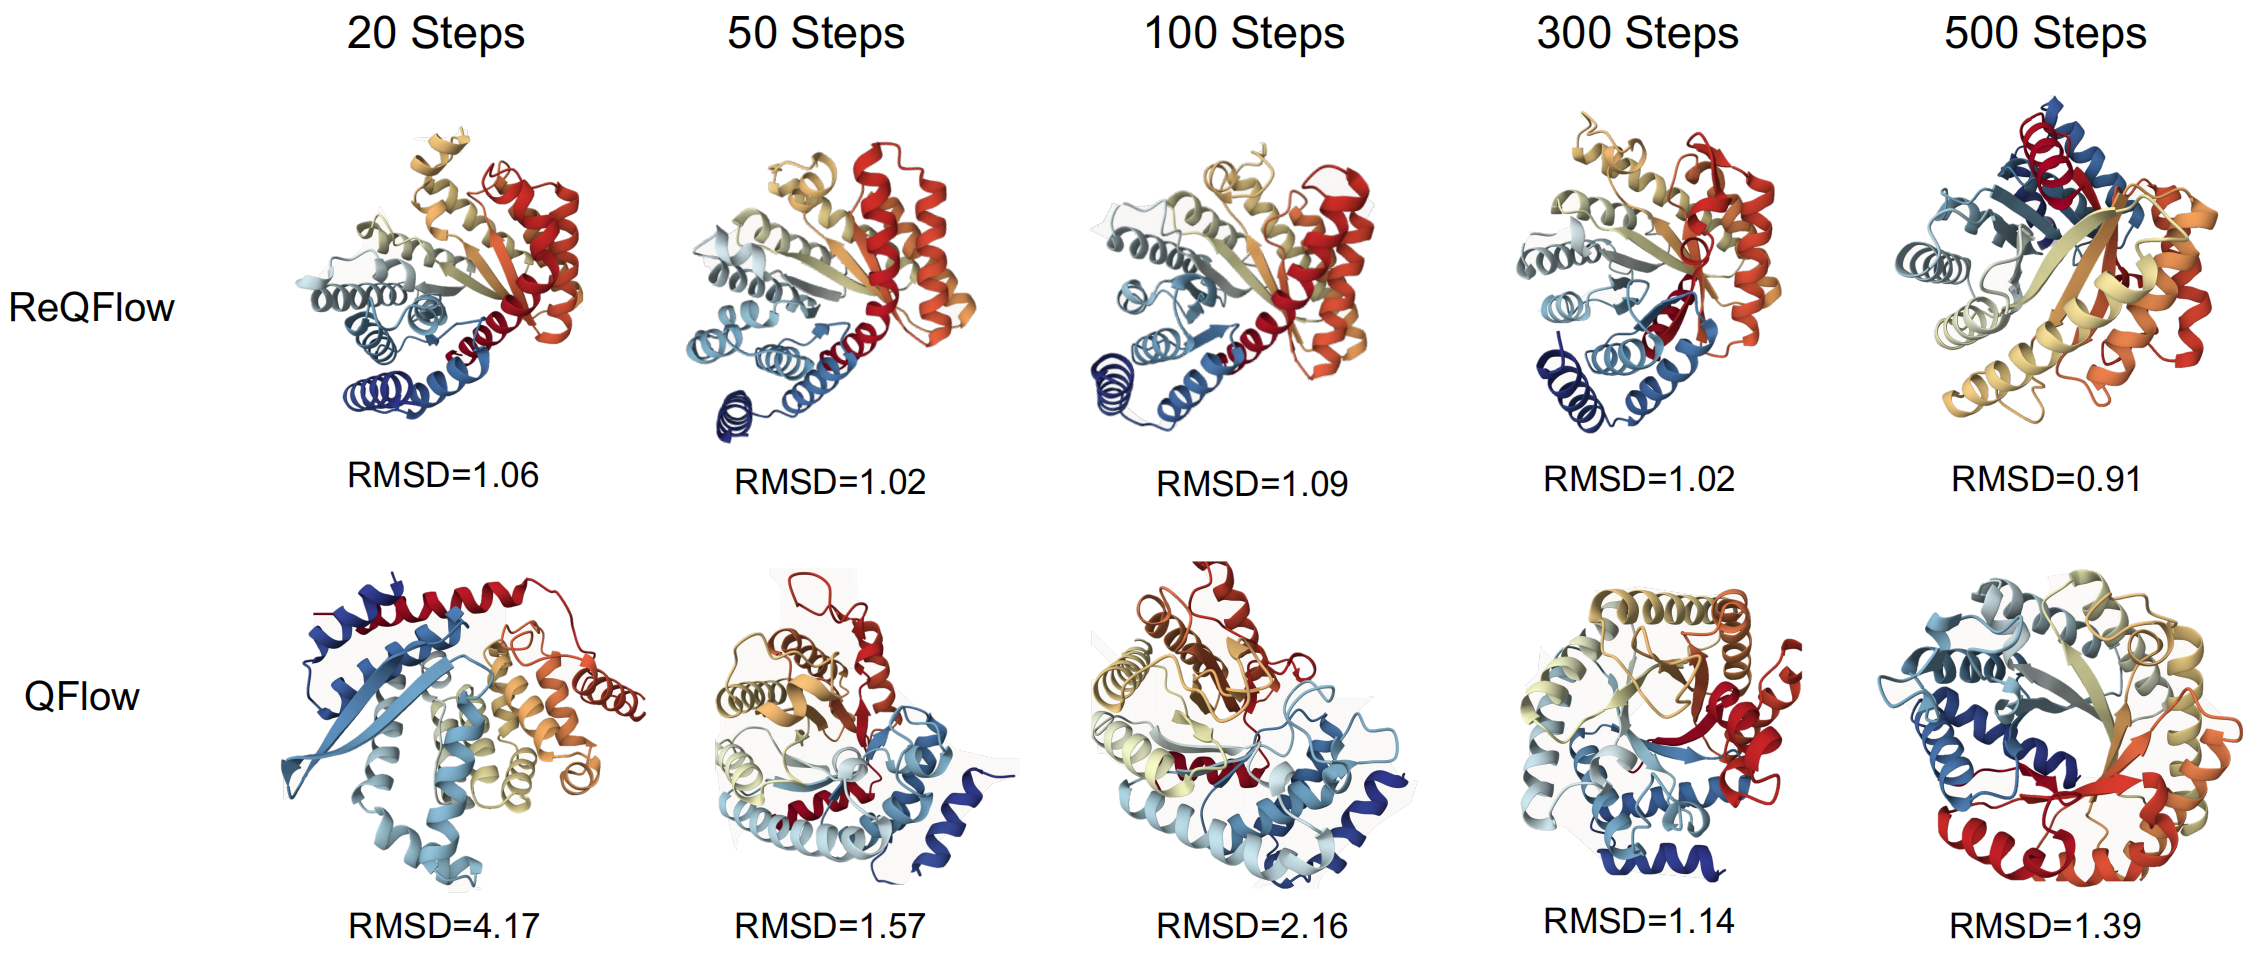 20 Steps
50 Steps
100 Steps
300 Steps
500 Steps
ReQFlow
RMSD=1.06
RMSD=1.02
RMSD=1.09
RMSD=1.02
RMSD=0.91
QFlow
RMSD=4.17
RMSD=1.57
RMSD=2.16
RMSD=1.14
RMSD=1.39